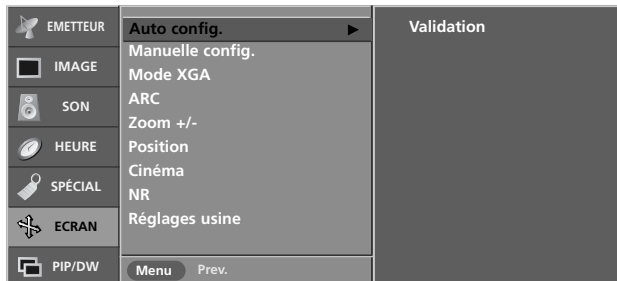 EMETTEUR
IMAGE
SON
HEURE
SPÉCIAL
ECRAN
PIP/DW
Auto config.
Manuelle config.
Mode XGA
ARC
Zoom +/-
Position
Cinéma
NR
Réglages usine
Menu Prev.
Validation